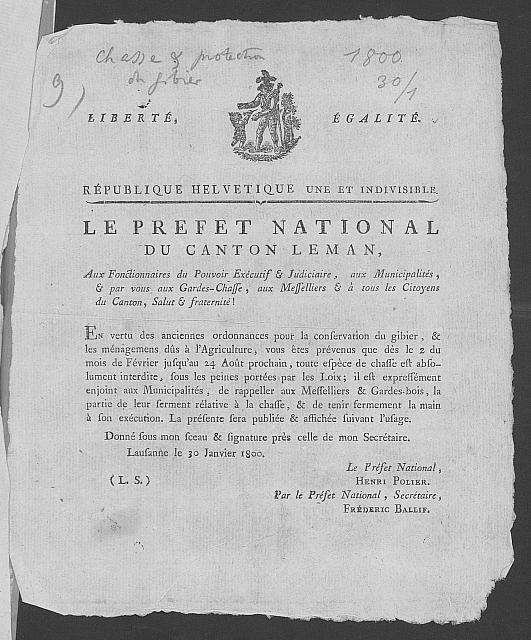 chasse & protection
du gibier
1800.
30/1
9)
LIBERTÉ,
ÉGALITÉ.
RÉPUBLIQUE HELVETIQUE UNE ET INDIVISIBLE.
LE PREFET NATIONAL
DU CANTON LEMAN,
Aux Fonctionnaires du Pouvoir Exécutif & Judiciaire, aux Municipalités,
& par vous aux Gardes-Chaſſe, aux Meſſelliers & à tous les Citoyens
du Canton, Salut & fraternité!
EN vertu des anciennes ordonnances pour la conſervation du gibier, &
les ménagemens dûs à l'Agriculture, vous êtes prévenus que dès le 2 du
mois de Février juſqu'au 24 Août prochain, toute eſpèce de chaſſe eſt abſo-
lument interdite, ſous les peines portées par les Loix; il eſt expreſſément
enjoint aux Municipalités, de rappeller aux Meſſelliers & Gardes-bois, la
partie de leur ferment relative à la chaſſe, & de tenir fermement la main
à ſon exécution. La préſente ſera publiée & affichée ſuivant l'uſage.
Donné ſous mon ſceau & ſignature près celle de mon Secrétaire.
Lauſanne le 30 Janvier 1800.
Le Préfet National,
(L. S.)
HENRI POLIER.
Par le Préfet National, Secrétaire,
FRÉDERIC BALLIF.